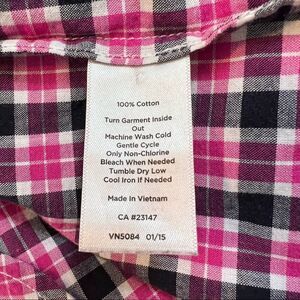 100% Cotton
Turn Garment Inside
Out
Machine Wash Cold
Gentle Cycle
Only Non-Chlorine
Bleach When Needed
Tumble Dry Low
Cool Iron If Needed
Made In Vietnam
CA #23147
VN5084 01/15